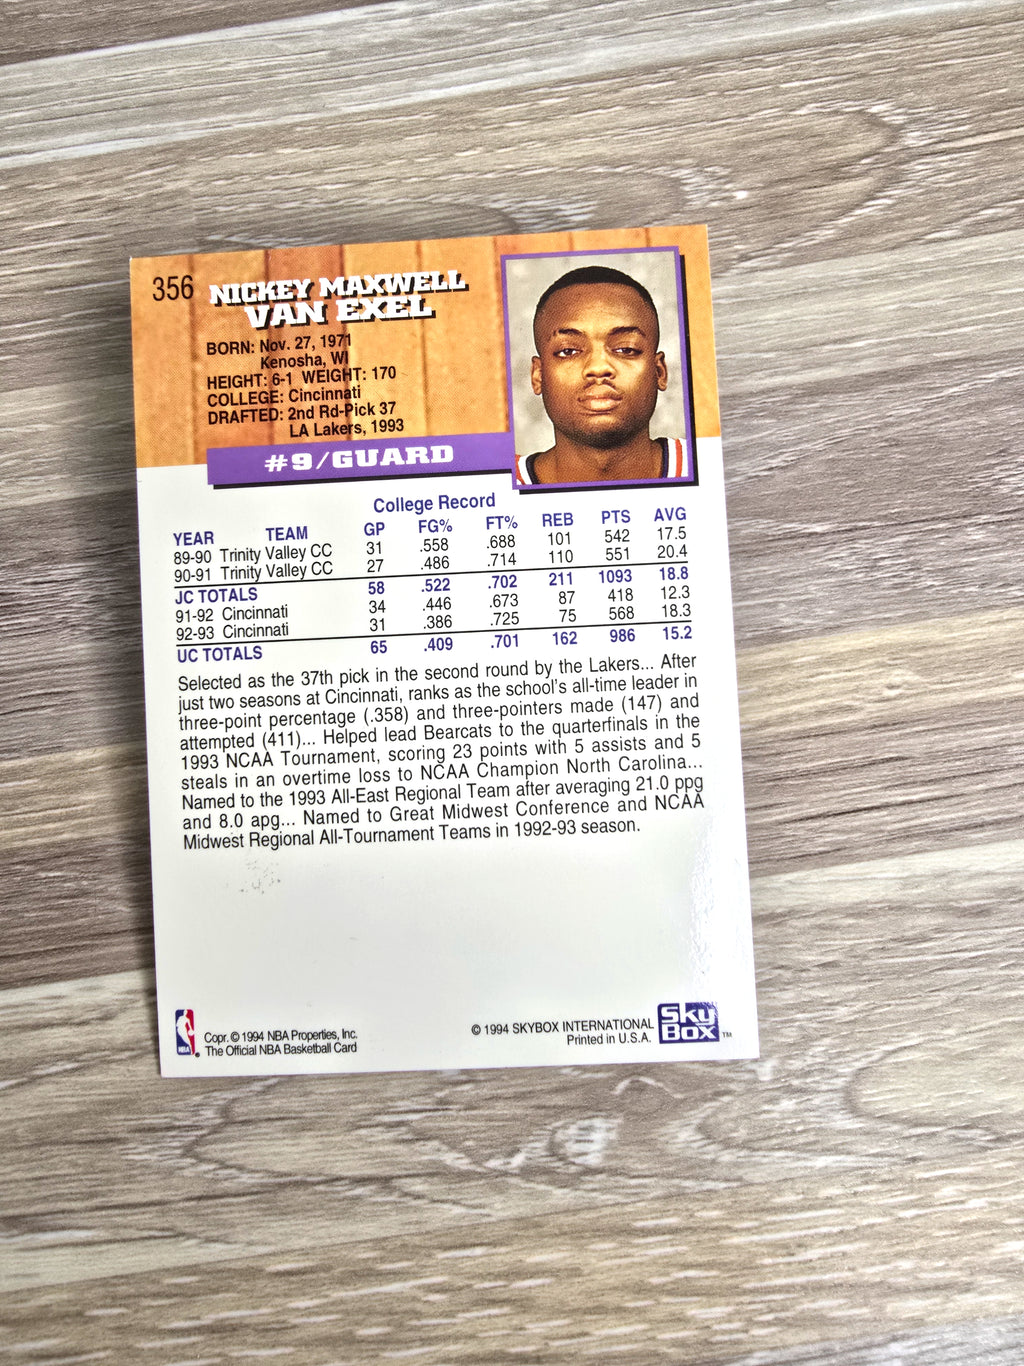 356
NICKEY MAXWELL
VAN EXEL
BORN: Nov. 27, 1971
Kenosha, WI
HEIGHT: 6-1 WEIGHT: 170
COLLEGE: Cincinnati
DRAFTED: 2nd Rd-Pick 37
LA Lakers, 1993
#9/GUARD
College Record
YEAR TEAM GP FG% FT% REB PTS AVG
89-90 Trinity Valley CC 31 .558 .688 101 542 17.5
90-91 Trinity Valley CC 27 .486 .714 110 551 20.4
JC TOTALS 58 .522 .702 211 1093 18.8
91-92 Cincinnati 34 .446 .673 87 418 12.3
92-93 Cincinnati 31 .386 .725 75 568 18.3
UC TOTALS 65 .409 .701 162 986 15.2
Selected as the 37th pick in the second round by the Lakers... After
just two seasons at Cincinnati, ranks as the school's all-time leader in
three-point percentage (.358) and three-pointers made (147) and
attempted (411)... Helped lead Bearcats to the quarterfinals in the
1993 NCAA Tournament, scoring 23 points with 5 assists and 5
steals in an overtime loss to NCAA Champion North Carolina...
Named to the 1993 All-East Regional Team after averaging 21.0 ppg
and 8.0 apg... Named to Great Midwest Conference and NCAA
Midwest Regional All-Tournament Teams in 1992-93 season.
NBA
Copr. © 1994 NBA Properties, Inc.
The Official NBA Basketball Card
© 1994 SKYBOX INTERNATIONAL
Printed in U.S.A.
SkyBox™